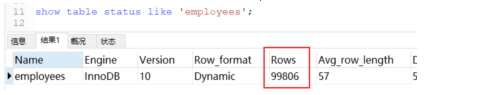 11 show table status like 'employees';
12
信息 结果1 概况 状态
Name Engine Version Row_format Rows Avg_row_length D
employees InnoDB 10 Dynamic 99806 57 5